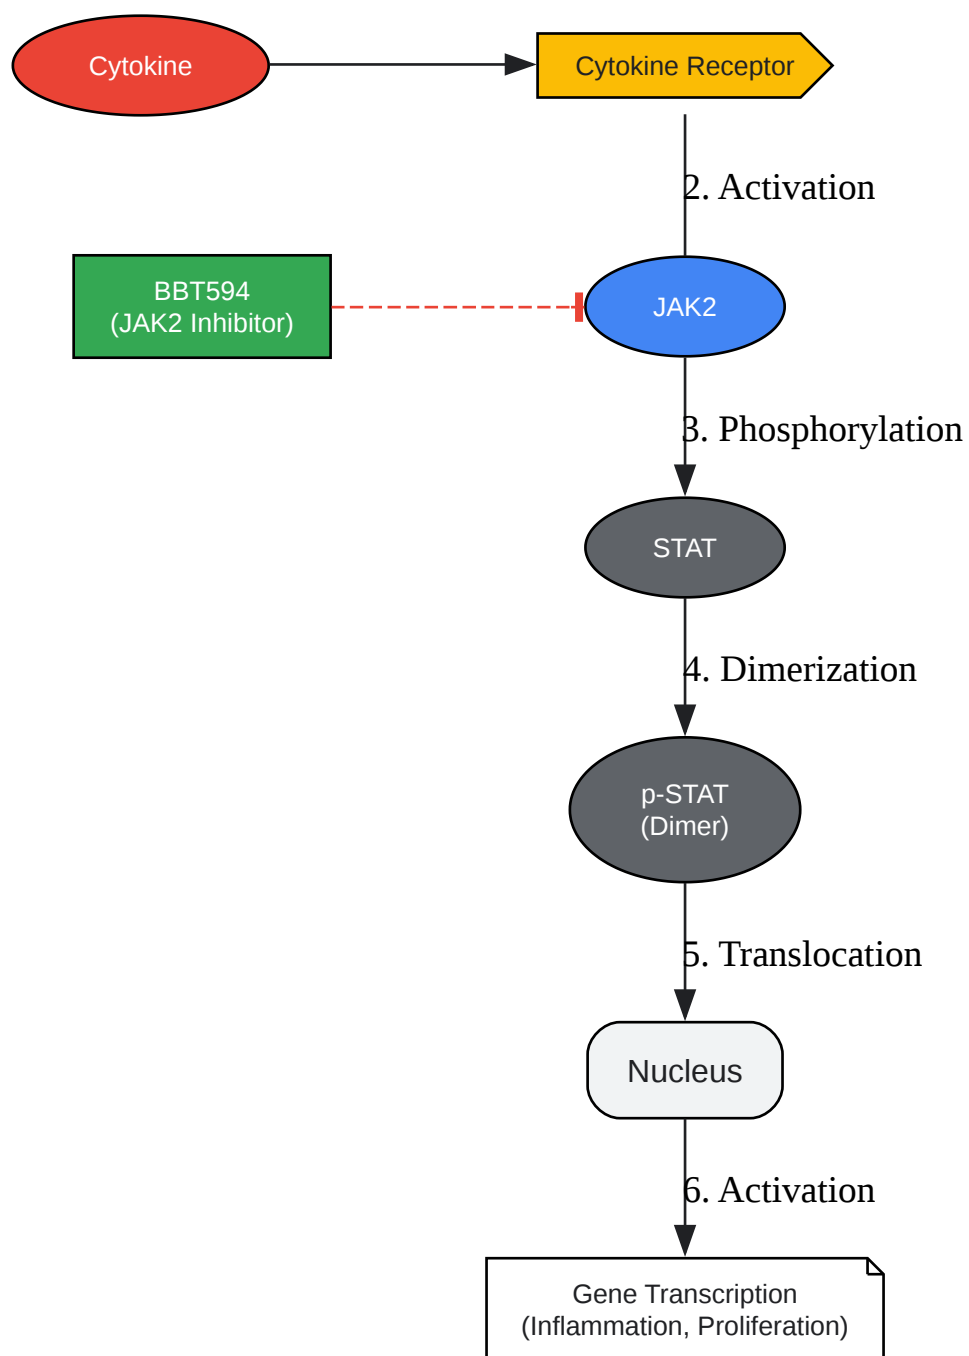 Cytokine
Cytokine Receptor
2. Activation
BBT594
(JAK2 Inhibitor)
JAK2
3. Phosphorylation
STAT
4. Dimerization
p-STAT
(Dimer)
5. Translocation
Nucleus
6. Activation
Gene Transcription
(Inflammation, Proliferation)